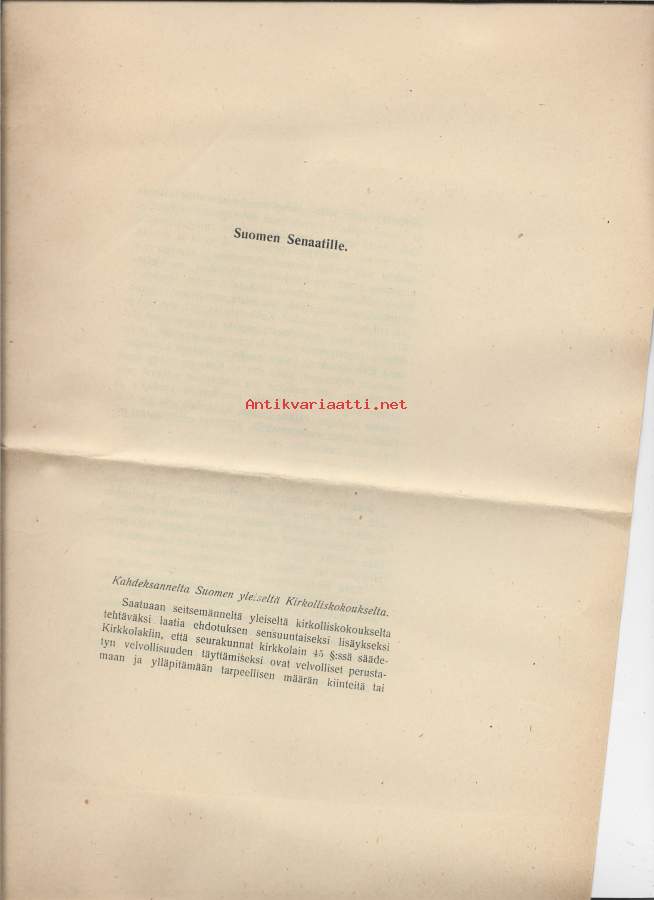 Suomen Senaatille.
Antikvariaatti.net
Kahdeksannelta Suomen yleiseltä Kirkolliskokoukselta.
Saatuaan seitsemänneltä yleiseltä kirkolliskokoukselta
tehtäväksi laatia ehdotuksen sensuuntaiseksi lisäykseksi
Kirkkolakiin, että seurakunnat kirkkolain 45 §:ssä sääde-
tyn velvollisuuden täyttämiseksi ovat velvolliset perusta-
maan ja ylläpitämään tarpeellisen määrän kiinteitä tai